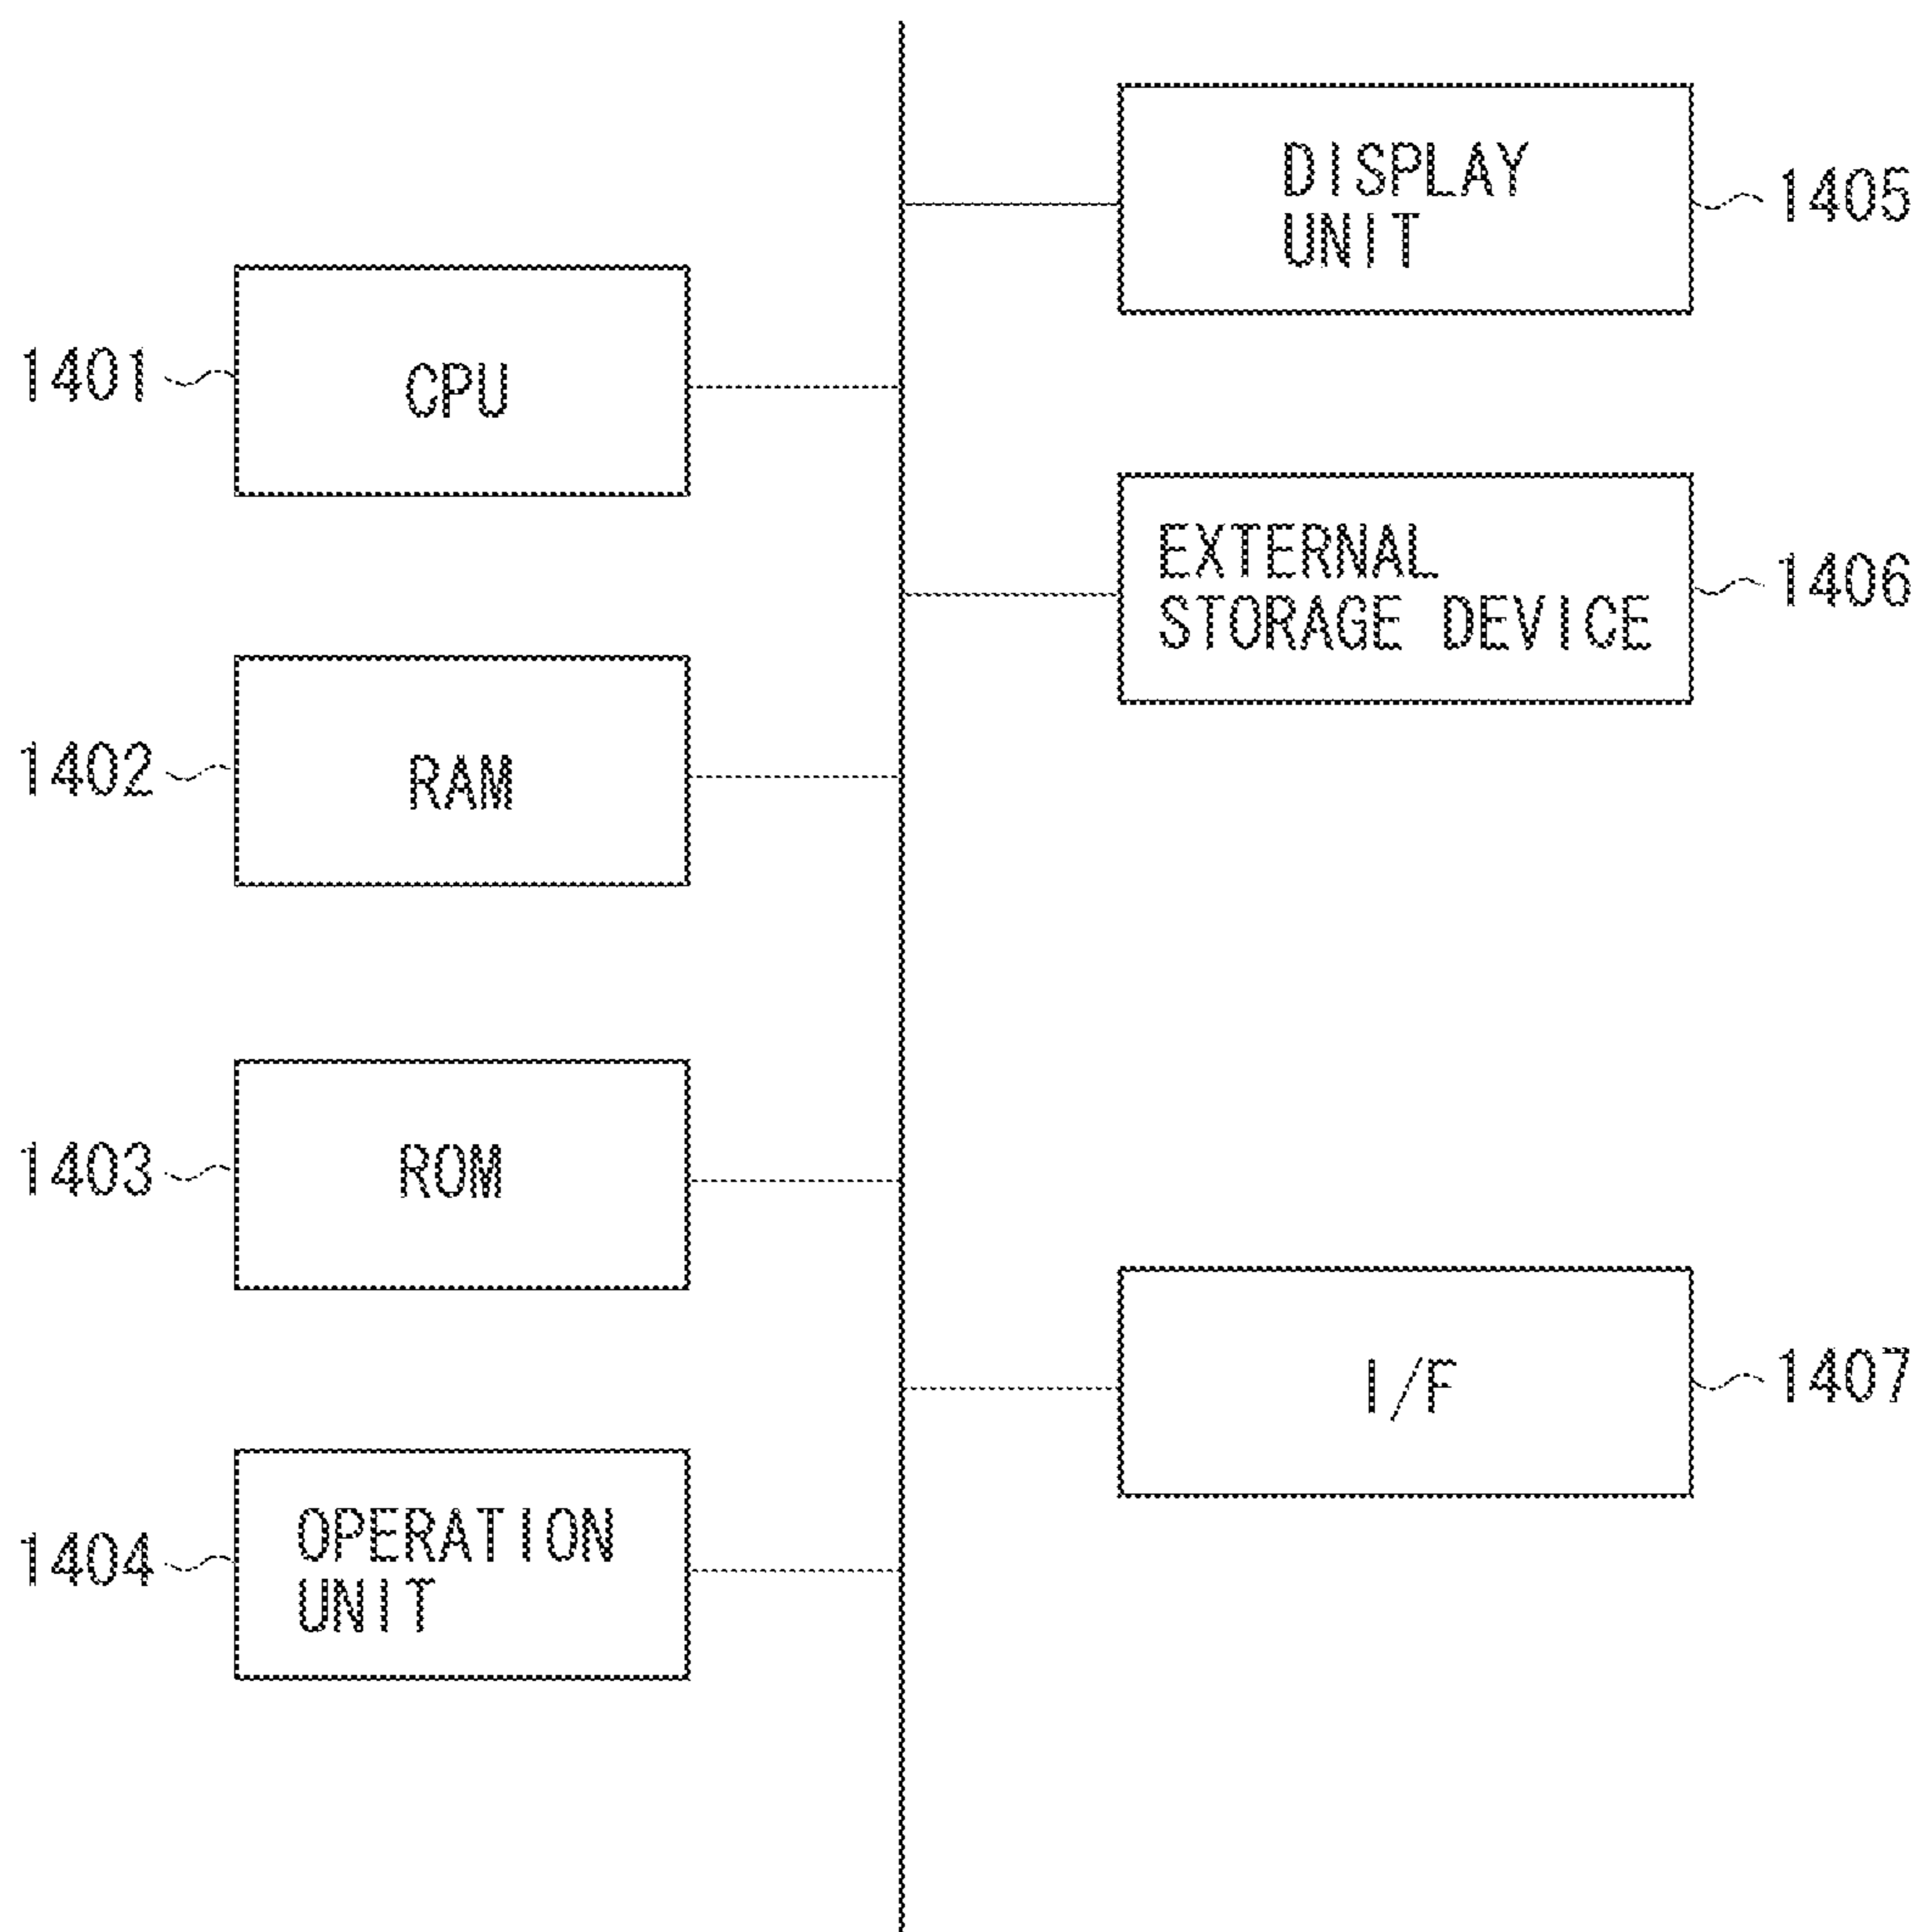 1401
CPU
1402
RAM
1403
ROM
1404
OPERATION
UNIT
DISPLAY
UNIT
1405
EXTERNAL
STORAGE DEVICE
1406
I/F
1407